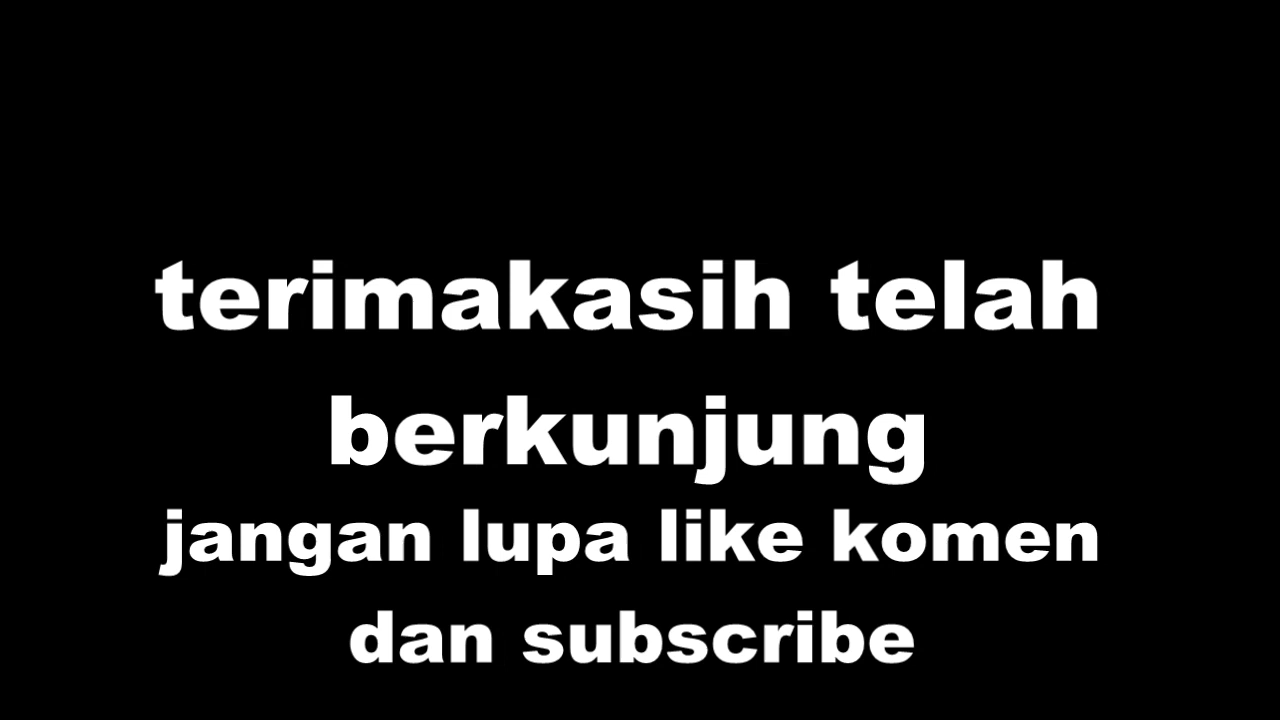 terimakasih telah
berkunjung
jangan lupa like komen
dan subscribe